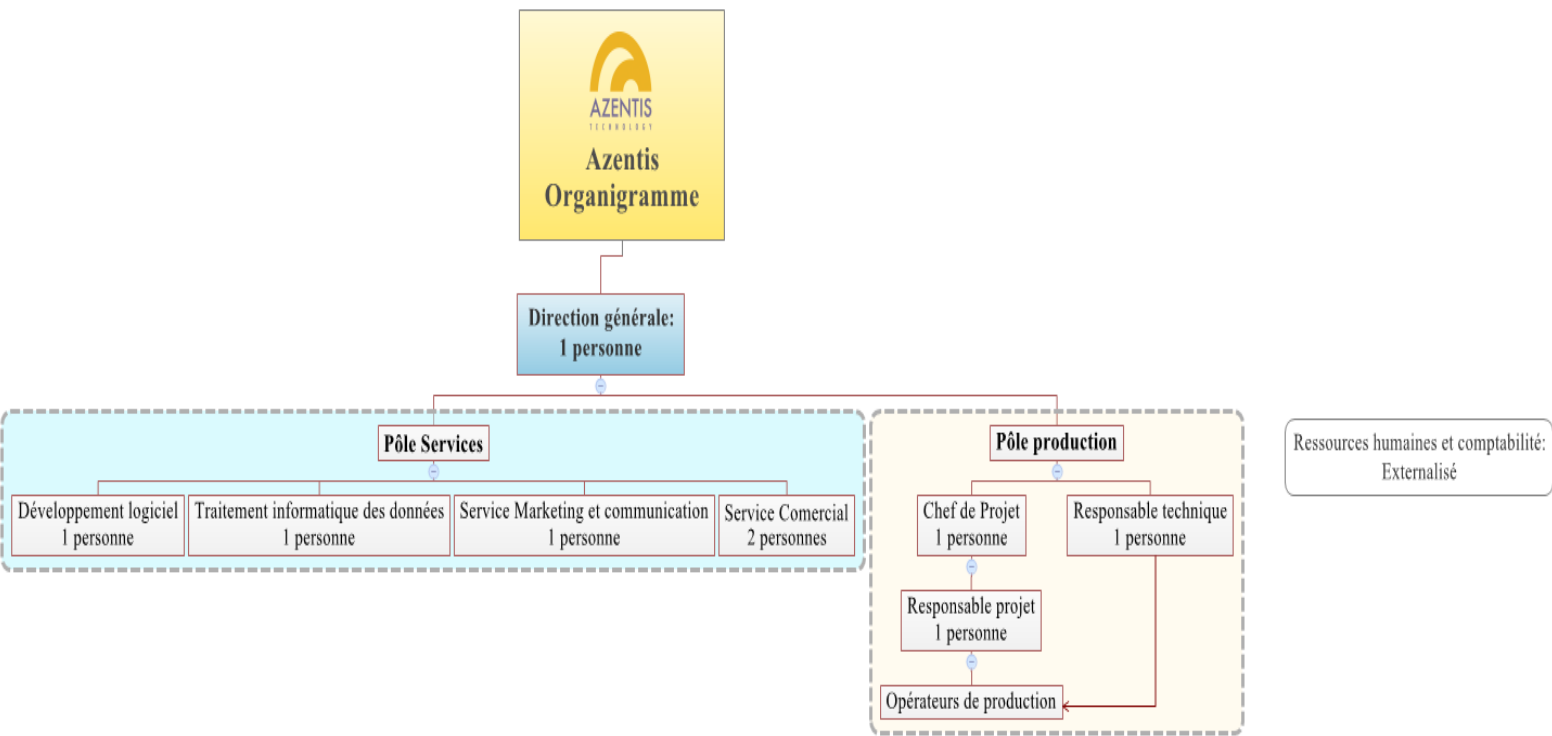 AZENTIS
TECHNOLOGY
Azentis
Organigramme
Direction générale:
1 personne
Pôle Services
Développement logiciel
1 personne
Traitement informatique des données
1 personne
Service Marketing et communication
1 personne
Service Comercial
2 personnes
Pôle production
Chef de Projet
1 personne
Responsable technique
1 personne
Responsable projet
1 personne
Opérateurs de production
Ressources humaines et comptabilité:
Externalisé